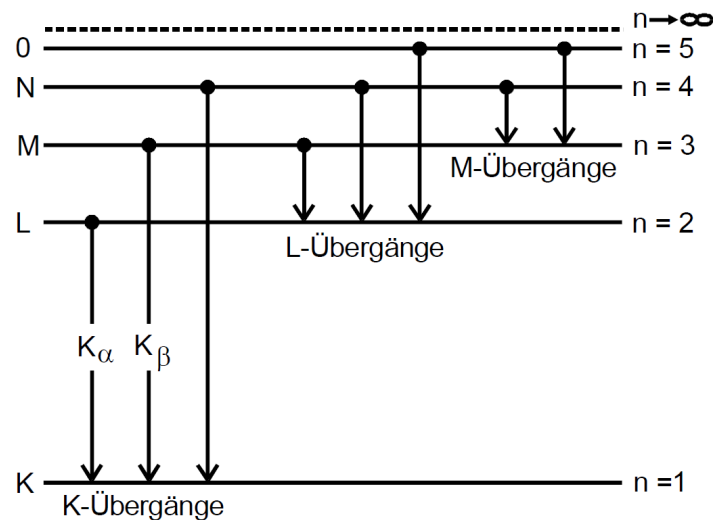 n→∞
0 n = 5
N n = 4
M n = 3
M-Übergänge
L n = 2
L-Übergänge
Kα Kβ
K n =1
K-Übergänge